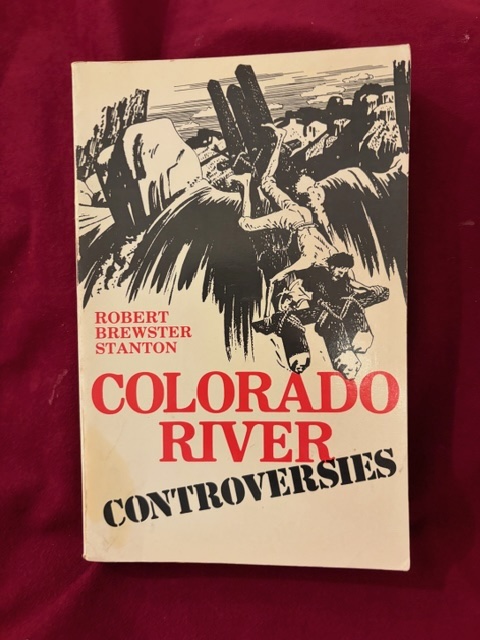 ROBERT
BREWSTER
STANTON
COLORADO
RIVER
CONTROVERSIES